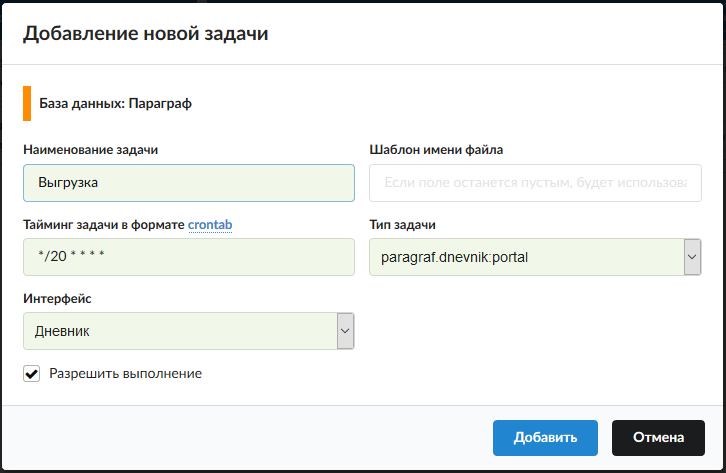 Добавление новой задачи
База данных: Параграф
Наименование задачи
Шаблон имени файла
Выгрузка
Если поле останется пустым, будет использова
Тайминг задачи в формате crontab
Тип задачи
*/20 * * * *
paragraf.dnevnik:portal
Интерфейс
Дневник
Разрешить выполнение
Добавить
Отмена